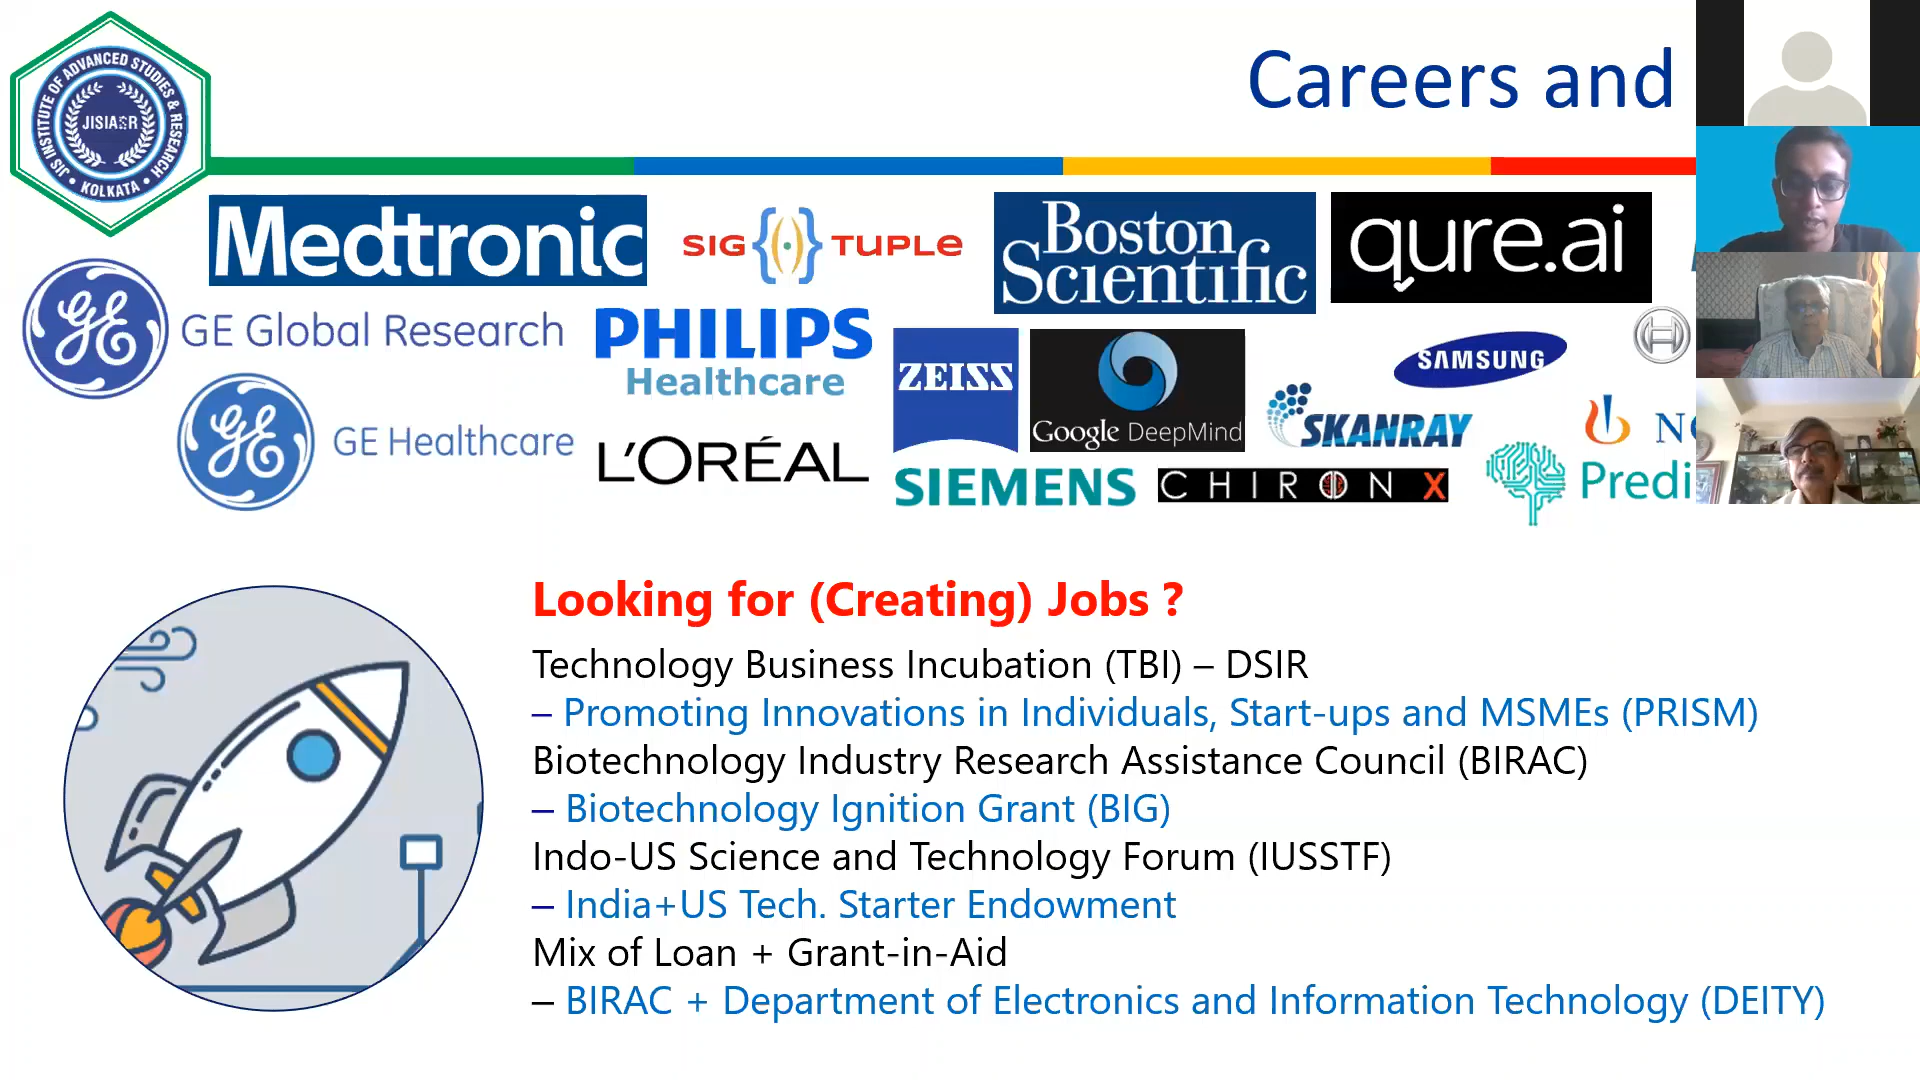 Careers and
JIS INSTITUTE OF ADVANCED STUDIES & RESEARCH
JISIASR
• KOLKATA •
Medtronic
SIG TUPLE
Boston
Scientific
qure.ai
GE Global Research
PHILIPS
Healthcare
ZEISS
Google DeepMind
SAMSUNG
GE Healthcare
L'ORÉAL
SKANRAY
SIEMENS
CHIRON X
Predi
Looking for (Creating) Jobs ?
Technology Business Incubation (TBI) – DSIR
– Promoting Innovations in Individuals, Start-ups and MSMEs (PRISM)
Biotechnology Industry Research Assistance Council (BIRAC)
– Biotechnology Ignition Grant (BIG)
Indo-US Science and Technology Forum (IUSSTF)
– India+US Tech. Starter Endowment
Mix of Loan + Grant-in-Aid
– BIRAC + Department of Electronics and Information Technology (DEITY)